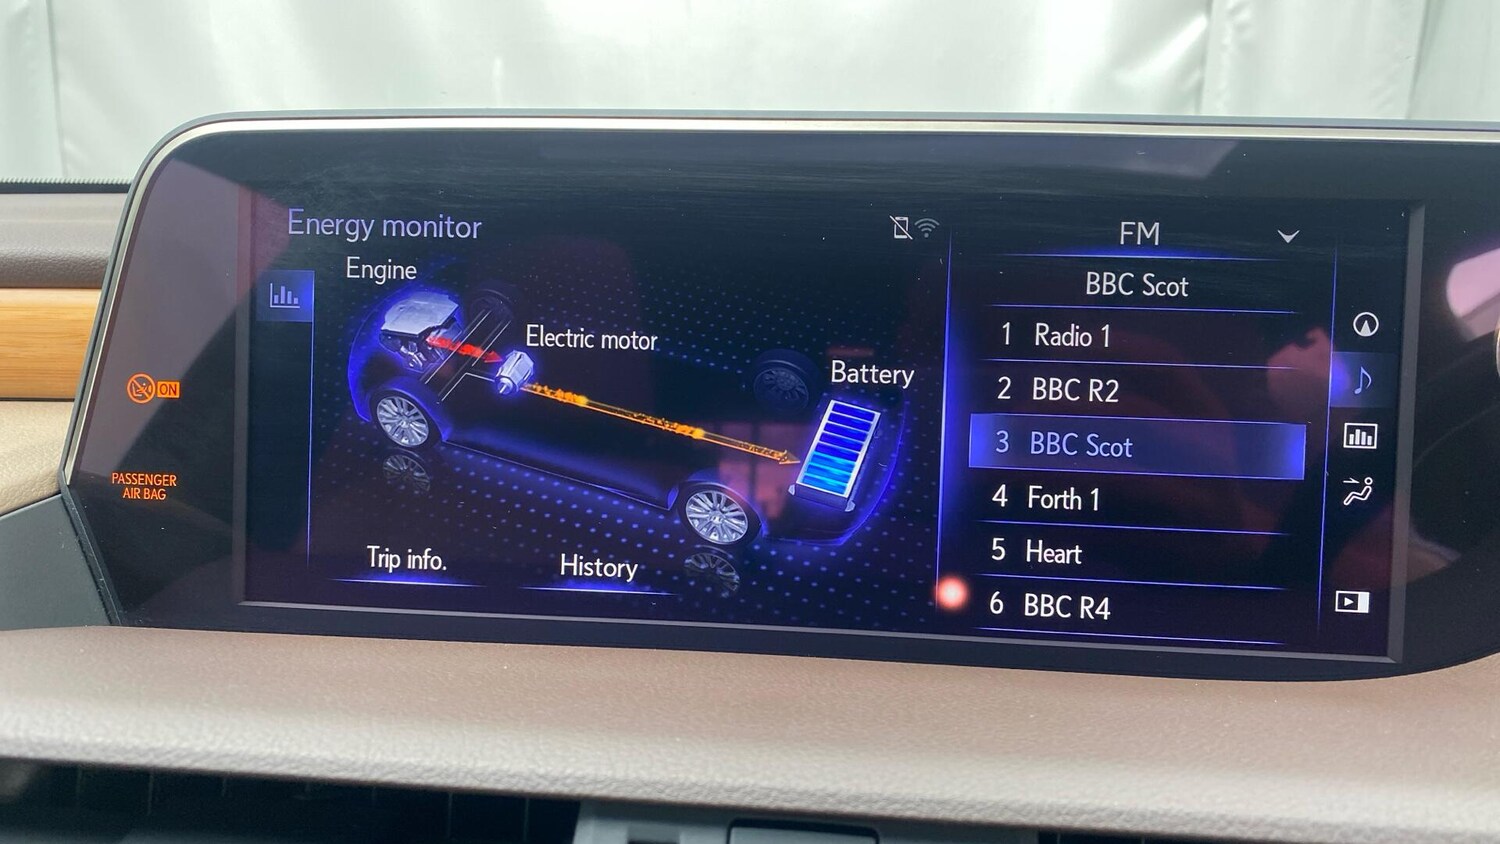 Energy monitor
Engine
Electric motor
Battery
Trip info.
History
FM
BBC Scot
1 Radio 1
2 BBC R2
3 BBC Scot
4 Forth 1
5 Heart
6 BBC R4
ON
PASSENGER
AIR BAG